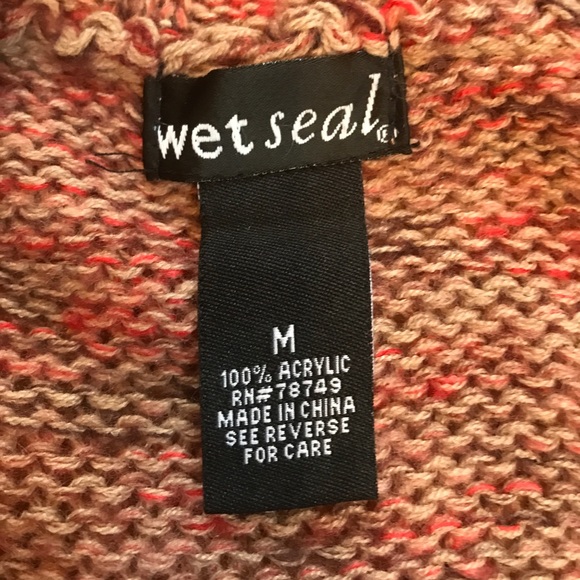 wet seal®
M
100% ACRYLIC
RN#78749
MADE IN CHINA
SEE REVERSE
FOR CARE